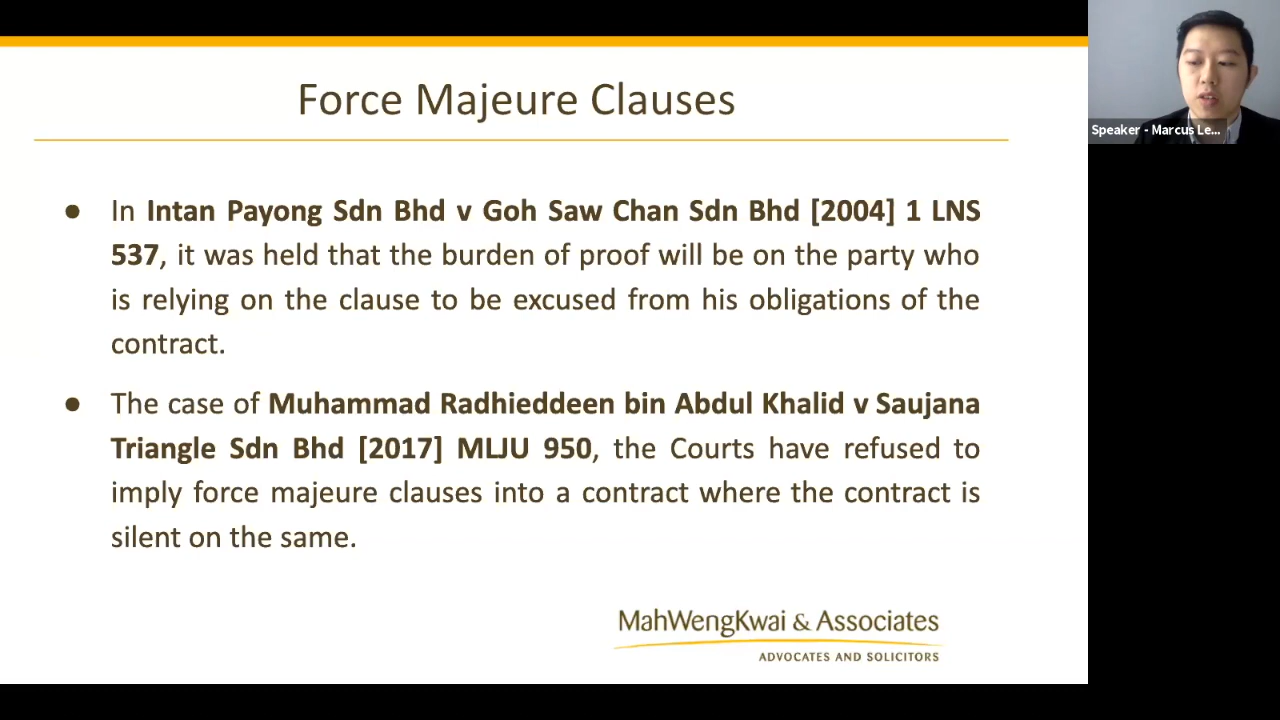 Force Majeure Clauses
● In Intan Payong Sdn Bhd v Goh Saw Chan Sdn Bhd [2004] 1 LNS
537, it was held that the burden of proof will be on the party who
is relying on the clause to be excused from his obligations of the
contract.
● The case of Muhammad Radhieddeen bin Abdul Khalid v Saujana
Triangle Sdn Bhd [2017] MLJU 950, the Courts have refused to
imply force majeure clauses into a contract where the contract is
silent on the same.
MahWengKwai & Associates
ADVOCATES AND SOLICITORS
Speaker - Marcus Le...